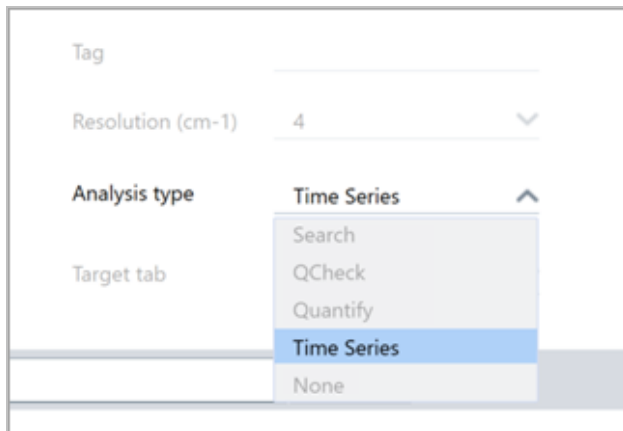 Tag
Resolution (cm-1) 4
Analysis type Time Series
Search
Target tab QCheck
Quantify
Time Series
None